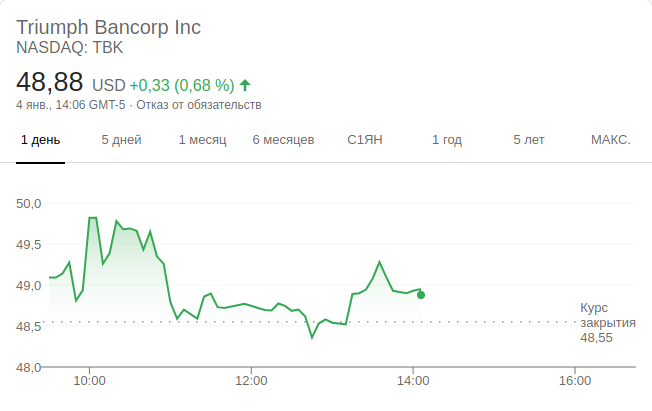 Triumph Bancorp Inc
NASDAQ: TBK
48,88 USD +0,33 (0,68 %)
4 янв., 14:06 GMT-5 · Отказ от обязательств
1 день 5 дней 1 месяц 6 месяцев С1ЯН 1 год 5 лет МАКС.
50,0
49,5
49,0
48,5
48,0
Курс
закрытия
48,55
10:00 12:00 14:00 16:00